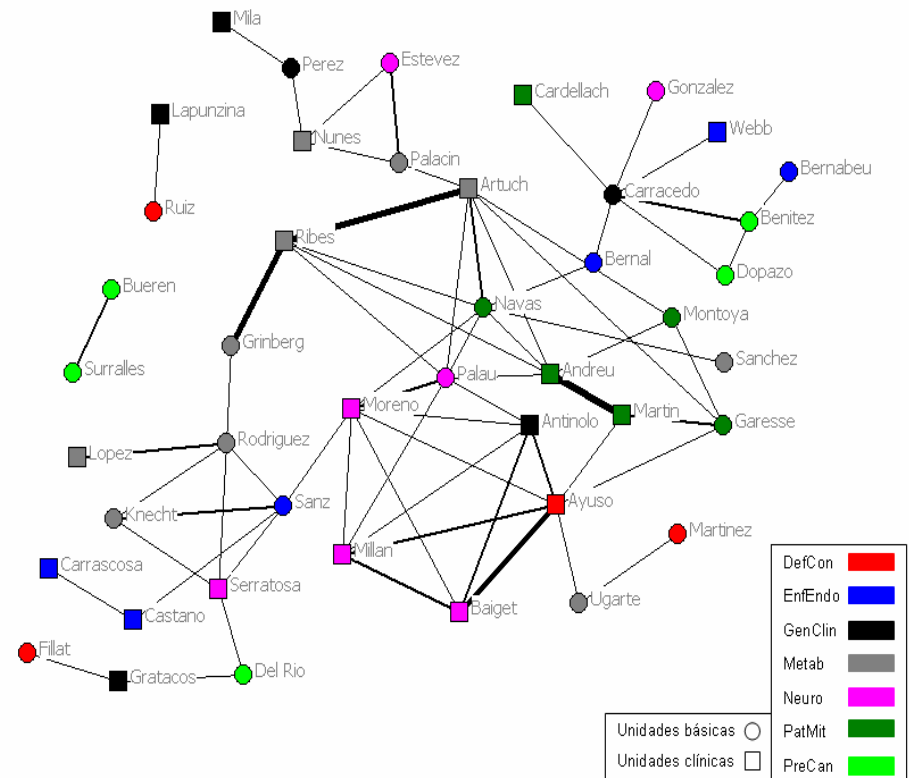 Mila
Perez
Estevez
Cardellach
Gonzalez
Lapunzina
Nunes
Webb
Palacin
Bernabeu
Artuch
Carracedo
Ruiz
Benitez
Ribes
Bernal
Dopazo
Bueren
Navas
Montoya
Grinberg
Sanchez
Surralles
Palau
Andreu
Moreno
Martin
Antinolo
Garesse
Rodriguez
Lopez
Sanz
Ayuso
Knecht
Martinez
Millan
Carrascosa
Serratosa
Ugarte
Baiget
Castano
Fillat
Del Rio
Gratacos
DefCon
EnfEndo
GenClin
Metab
Neuro
PatMit
PreCan
Unidades básicas
Unidades clínicas